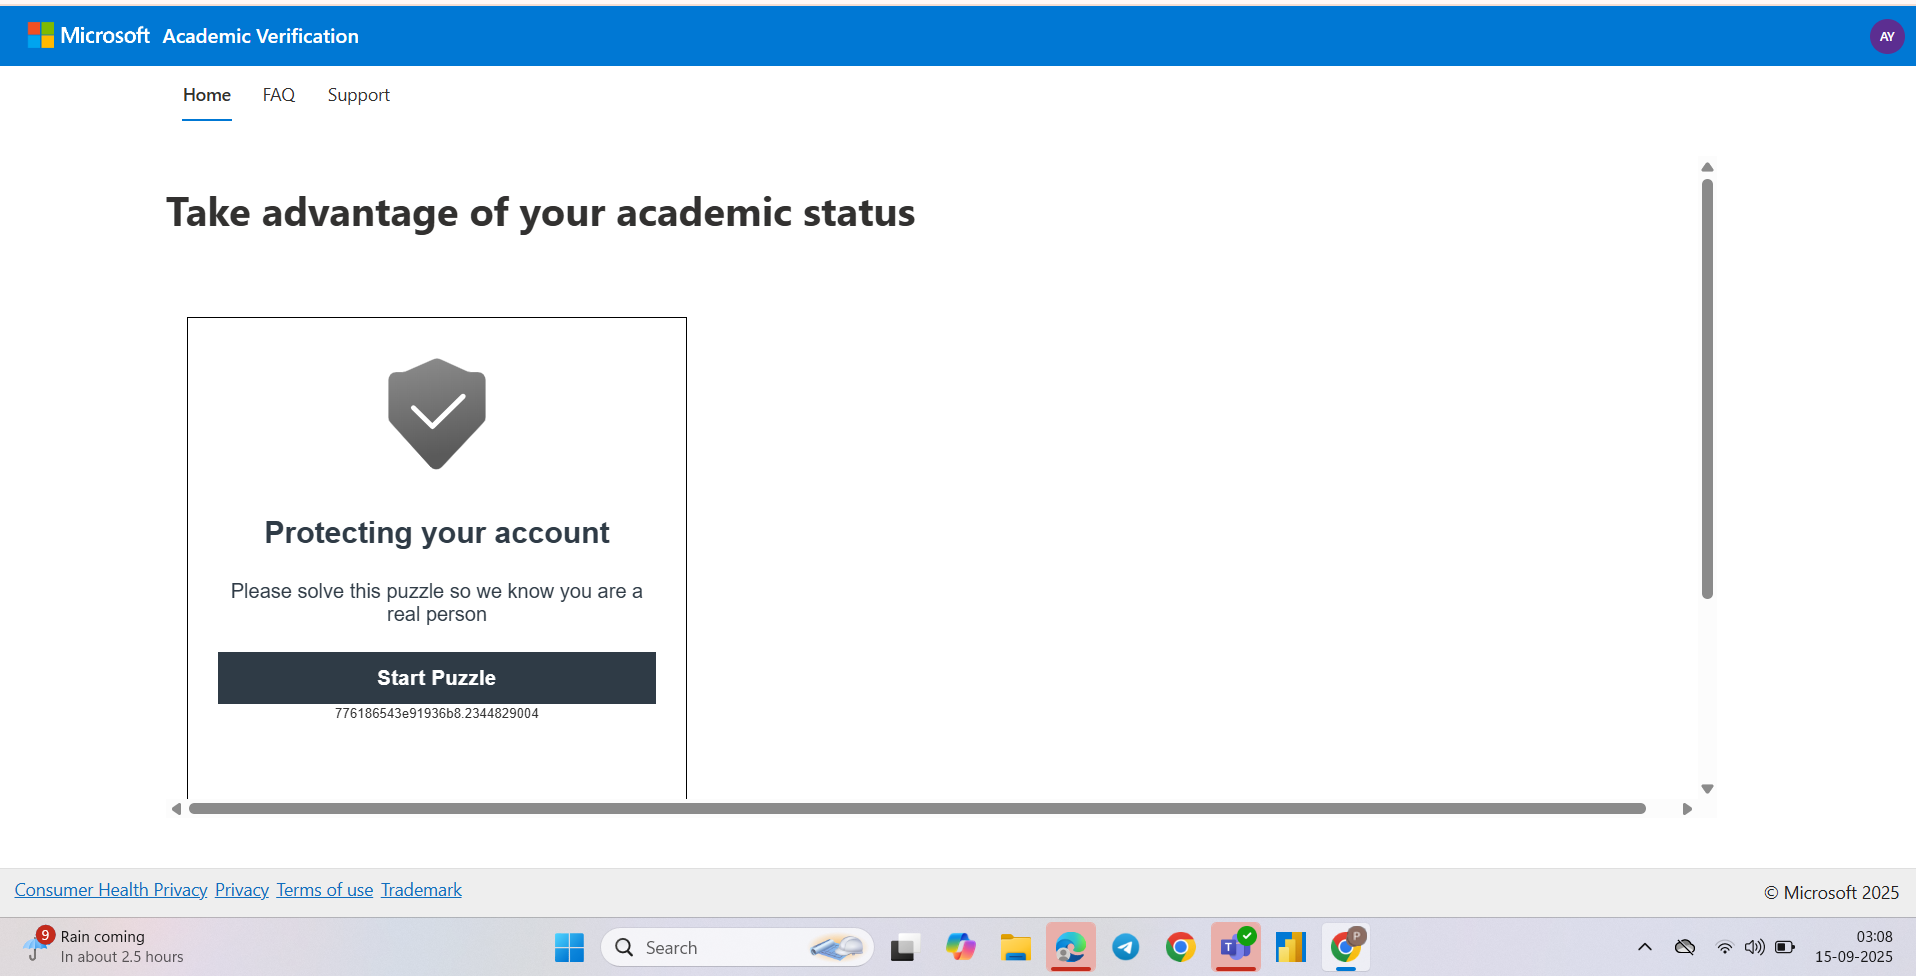 Microsoft Academic Verification
AY
Home FAQ Support
Take advantage of your academic status
Protecting your account
Please solve this puzzle so we know you are a
real person
Start Puzzle
776186543e91936b8.2344829004
Consumer Health Privacy Privacy Terms of use Trademark
© Microsoft 2025
9
Rain coming
In about 2.5 hours
Search
T
P
03:08
15-09-2025